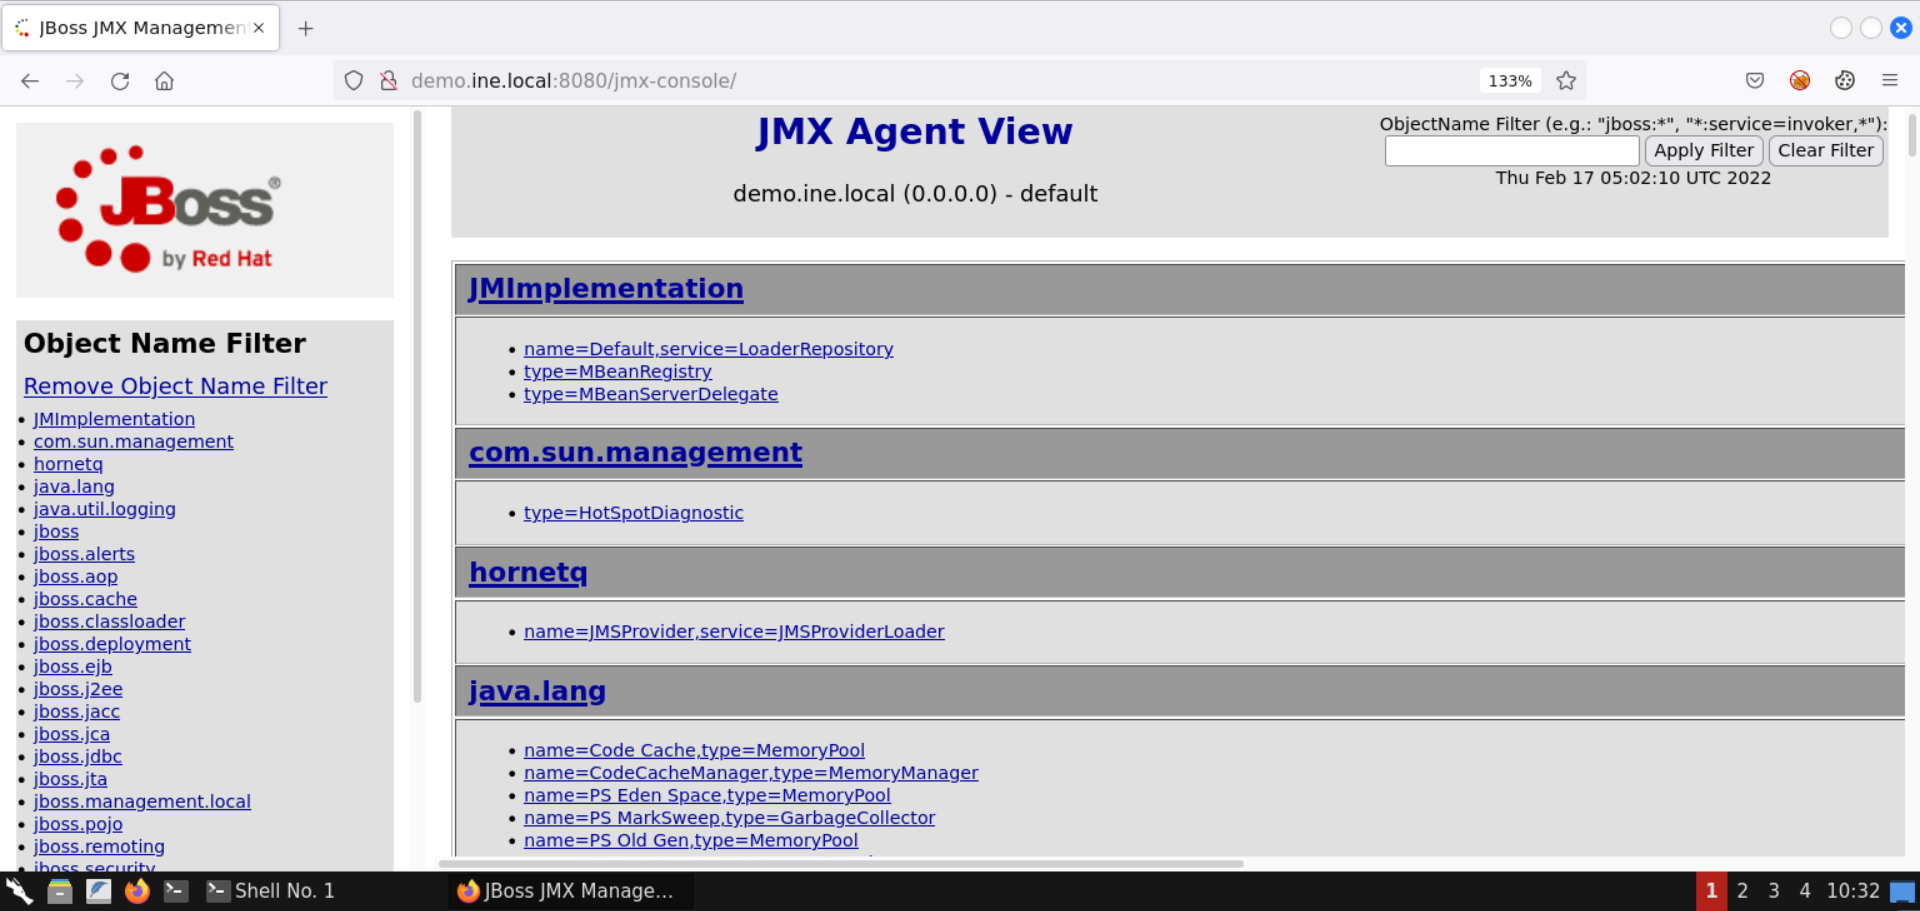 JBoss JMX Managemen
demo.ine.local:8080/jmx-console/
133%
JBoss®
by Red Hat
Object Name Filter
Remove Object Name Filter
JMImplementation
com.sun.management
hornetq
java.lang
java.util.logging
jboss
jboss.alerts
jboss.aop
jboss.cache
jboss.classloader
jboss.deployment
jboss.ejb
jboss.j2ee
jboss.jacc
jboss.jca
jboss.jdbc
jboss.jta
jboss.management.local
jboss.pojo
jboss.remoting
jboss.security
JMX Agent View
demo.ine.local (0.0.0.0) - default
ObjectName Filter (e.g.: "jboss:*", "*:service=invoker,*"):
Apply Filter Clear Filter
Thu Feb 17 05:02:10 UTC 2022
JMImplementation
name=Default,service=LoaderRepository
type=MBeanRegistry
type=MBeanServerDelegate
com.sun.management
type=HotSpotDiagnostic
hornetq
name=JMSProvider,service=JMSProviderLoader
java.lang
name=Code Cache,type=MemoryPool
name=CodeCacheManager,type=MemoryManager
name=PS Eden Space,type=MemoryPool
name=PS MarkSweep,type=GarbageCollector
name=PS Old Gen,type=MemoryPool
Shell No. 1
JBoss JMX Manage...
1 2 3 4 10:32